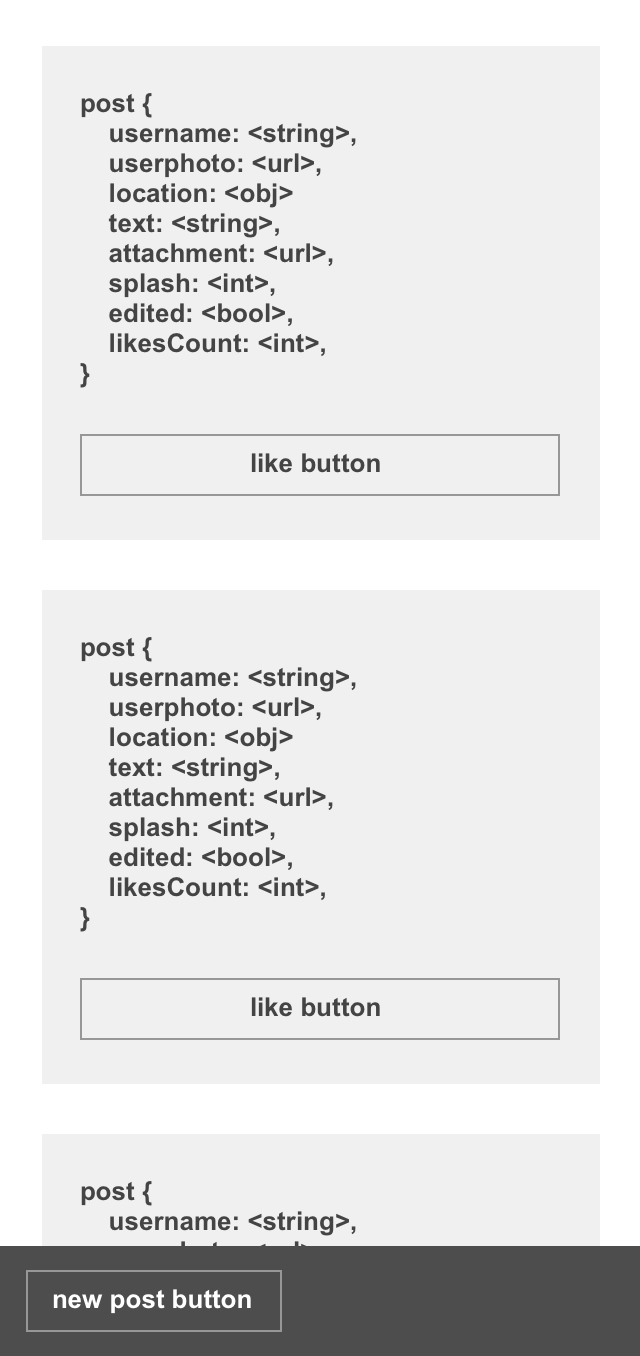 post {
username: <string>,
userphoto: <url>,
location: <obj>
text: <string>,
attachment: <url>,
splash: <int>,
edited: <bool>,
likesCount: <int>,
}
like button
post {
username: <string>,
userphoto: <url>,
location: <obj>
text: <string>,
attachment: <url>,
splash: <int>,
edited: <bool>,
likesCount: <int>,
}
like button
post {
username: <string>,
new post button